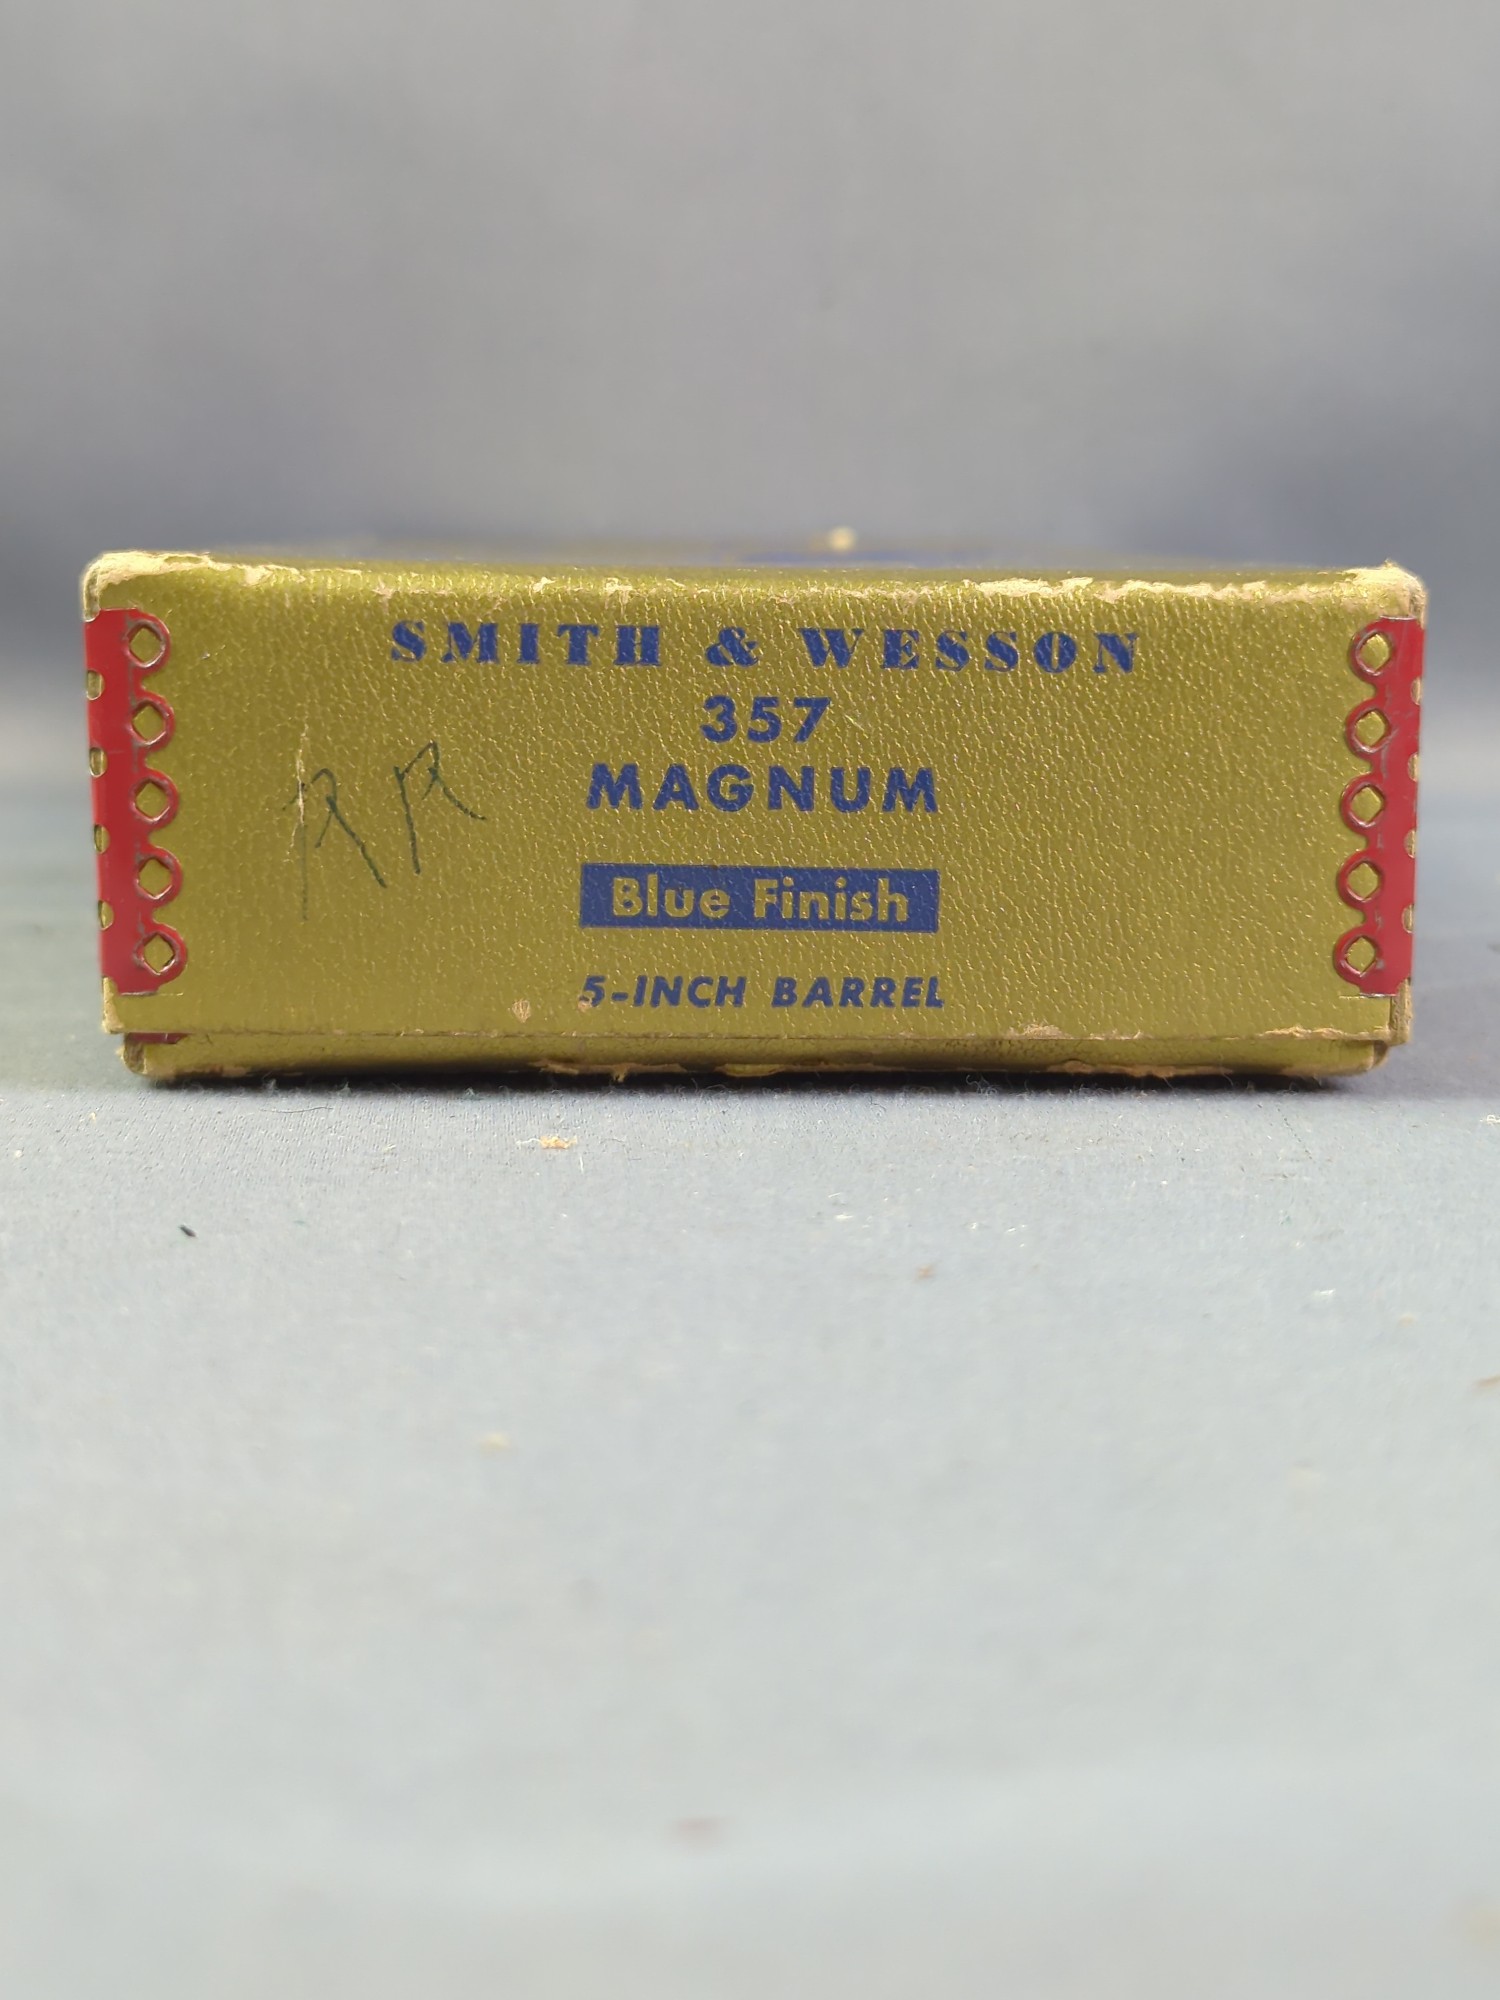 SMITH & WESSON
357
MAGNUM
RR
Blue Finish
5-INCH BARREL